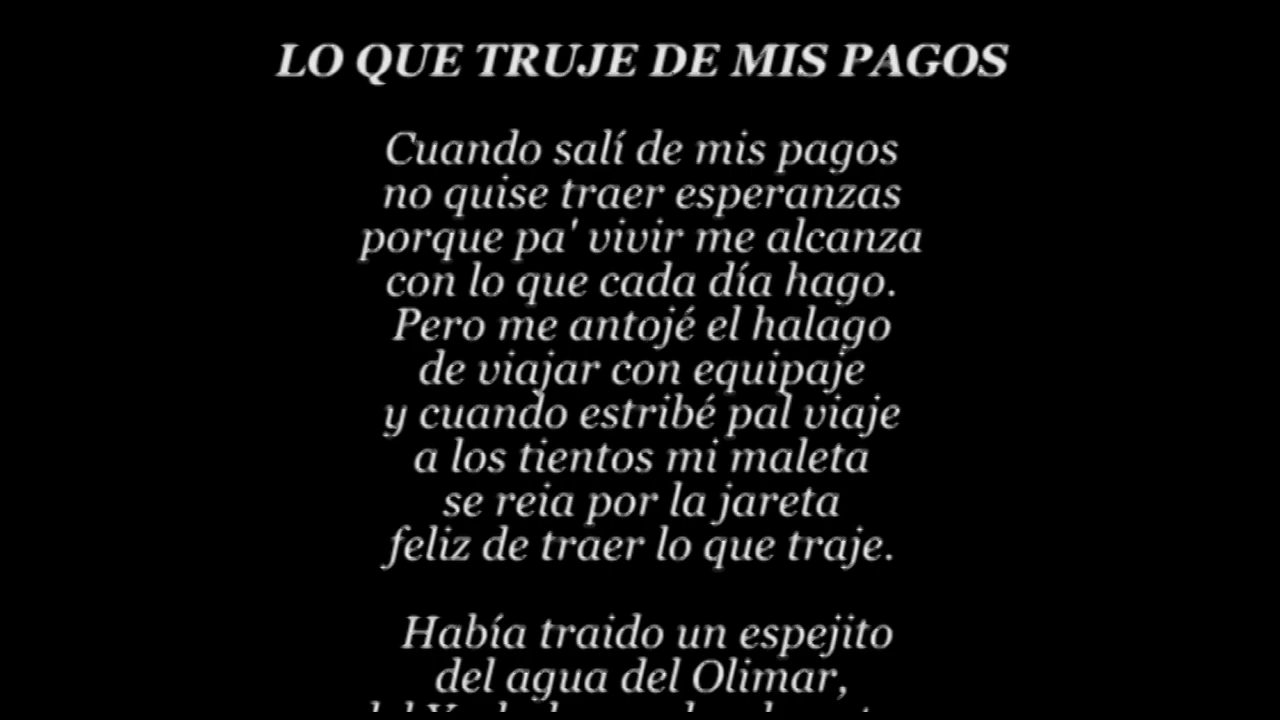 LO QUE TRUJE DE MIS PAGOS
Cuando salí de mis pagos
no quise traer esperanzas
porque pa' vivir me alcanza
con lo que cada día hago.
Pero me antojé el halago
de viajar con equipaje
y cuando estribé pal viaje
a los tientos mi maleta
se reia por la jareta
feliz de traer lo que traje.
Había traido un espejito
del agua del Olimar,